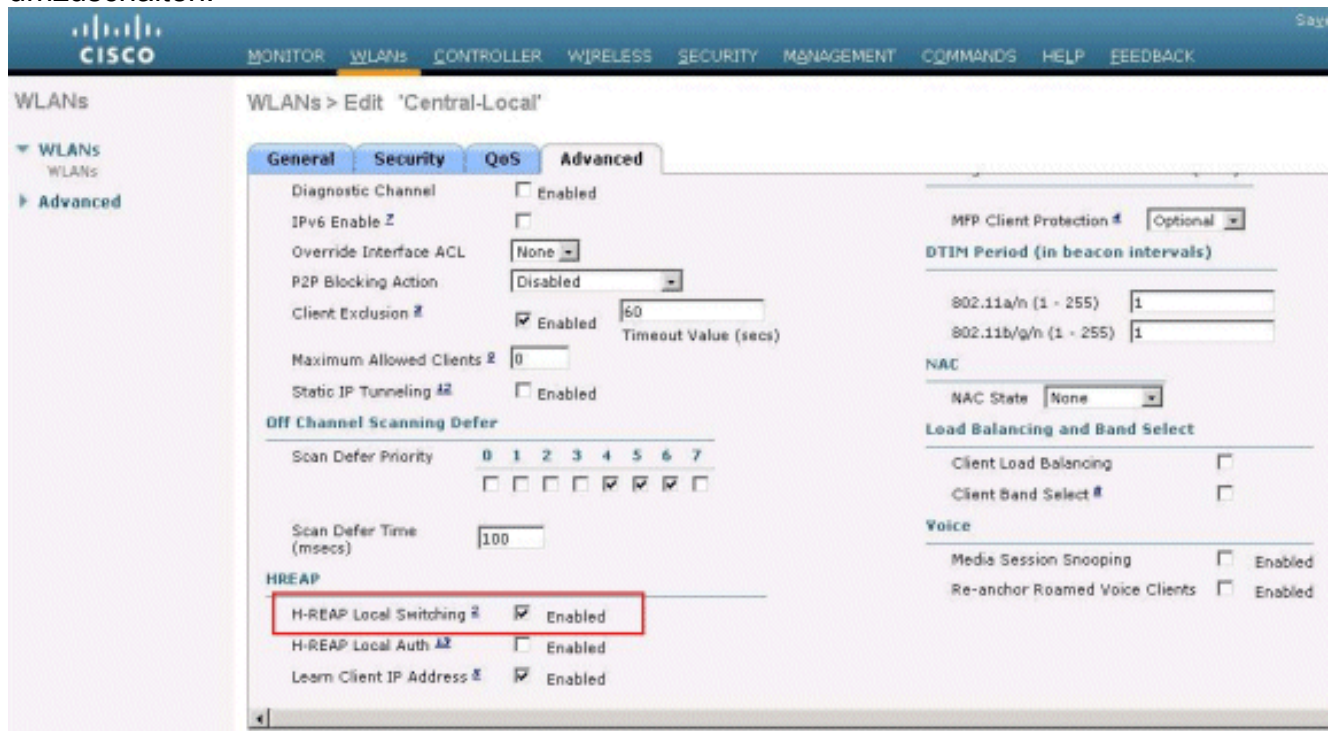 umzuschalten.
Save
CISCO
MONITOR WLANs CONTROLLER WIRELESS SECURITY MANAGEMENT COMMANDS HELP FEEDBACK
WLANs
WLANs > Edit 'Central-Local'
WLANs
WLANs
Advanced
General Security QoS Advanced
Diagnostic Channel Enabled
IPv6 Enable 7
Override Interface ACL None
P2P Blocking Action Disabled
Client Exclusion Enabled 60
Timeout Value (secs)
Maximum Allowed Clients 0
Static IP Tunneling Enabled
Off Channel Scanning Defer
Scan Defer Priority 0 1 2 3 4 5 6 7
Scan Defer Time
(msecs) 100
HREAP
H-REAP Local Switching 2 Enabled
H-REAP Local Auth 12 Enabled
Learn Client IP Address Enabled
MFP Client Protection 4 Optional
DTIM Period (in beacon intervals)
802.11a/n (1 - 255) 1
802.11b/g/n (1 - 255) 1
NAC
NAC State None
Load Balancing and Band Select
Client Load Balancing
Client Band Select
Voice
Media Session Snooping Enabled
Re-anchor Roamed Voice Clients Enabled